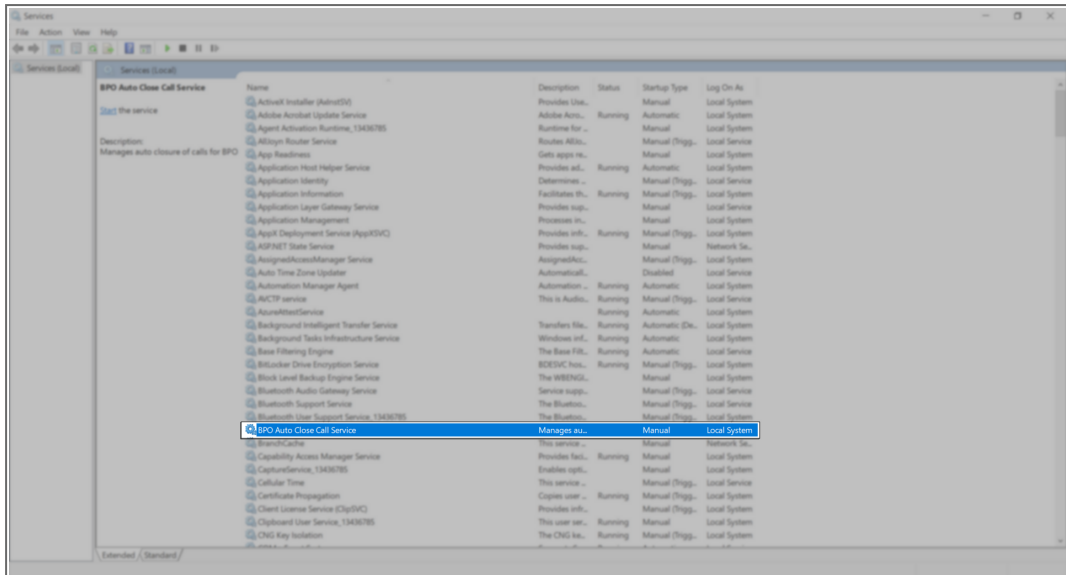 Services
File Action View Help
Services (Local)
Services (Local)
BPO Auto Close Call Service
Start the service
Description:
Manages auto closure of calls for BPO
Name Description Status Startup Type Log On As
ActiveX Installer (AxInstSV) Provides Use... Manual Local System
Adobe Acrobat Update Service Adobe Acro... Running Automatic Local System
Agent Activation Runtime_13436785 Runtime for ... Manual Local System
AllJoyn Router Service Routes AllJo... Manual (Trigg... Local Service
App Readiness Gets apps re... Manual Local System
Application Host Helper Service Provides ad... Running Automatic Local System
Application Identity Determines ... Manual (Trigg... Local Service
Application Information Facilitates th... Running Manual (Trigg... Local System
Application Layer Gateway Service Provides sup... Manual Local Service
Application Management Processes in... Manual Local System
AppX Deployment Service (AppXSVC) Provides infr... Running Manual (Trigg... Local System
ASP.NET State Service Provides sup... Manual Network Se...
AssignedAccessManager Service AssignedAcc... Manual (Trigg... Local System
Auto Time Zone Updater Automaticall... Disabled Local Service
Automation Manager Agent Automation ... Running Automatic Local System
AVCTP service This is Audio... Running Manual (Trigg... Local Service
AzureAttestService Running Automatic Local System
Background Intelligent Transfer Service Transfers file... Running Automatic (De... Local System
Background Tasks Infrastructure Service Windows inf... Running Automatic Local System
Base Filtering Engine The Base Filt... Running Automatic Local Service
BitLocker Drive Encryption Service BDESVC hos... Running Manual (Trigg... Local System
Block Level Backup Engine Service The WBENGI... Manual Local System
Bluetooth Audio Gateway Service Service supp... Manual (Trigg... Local Service
Bluetooth Support Service The Bluetoo... Manual (Trigg... Local Service
Bluetooth User Support Service_13436785 The Bluetoo... Manual (Trigg... Local System
BPO Auto Close Call Service Manages au... Manual Local System
BranchCache This service ... Manual Network Se...
Capability Access Manager Service Provides faci... Running Manual Local System
CaptureService_13436785 Enables opti... Manual Local System
Cellular Time This service ... Manual (Trigg... Local Service
Certificate Propagation Copies user ... Running Manual (Trigg... Local System
Client License Service (ClipSVC) Provides infr... Manual (Trigg... Local System
Clipboard User Service_13436785 This user ser... Running Manual Local System
CNG Key Isolation The CNG ke... Running Manual (Trigg... Local System
Extended Standard